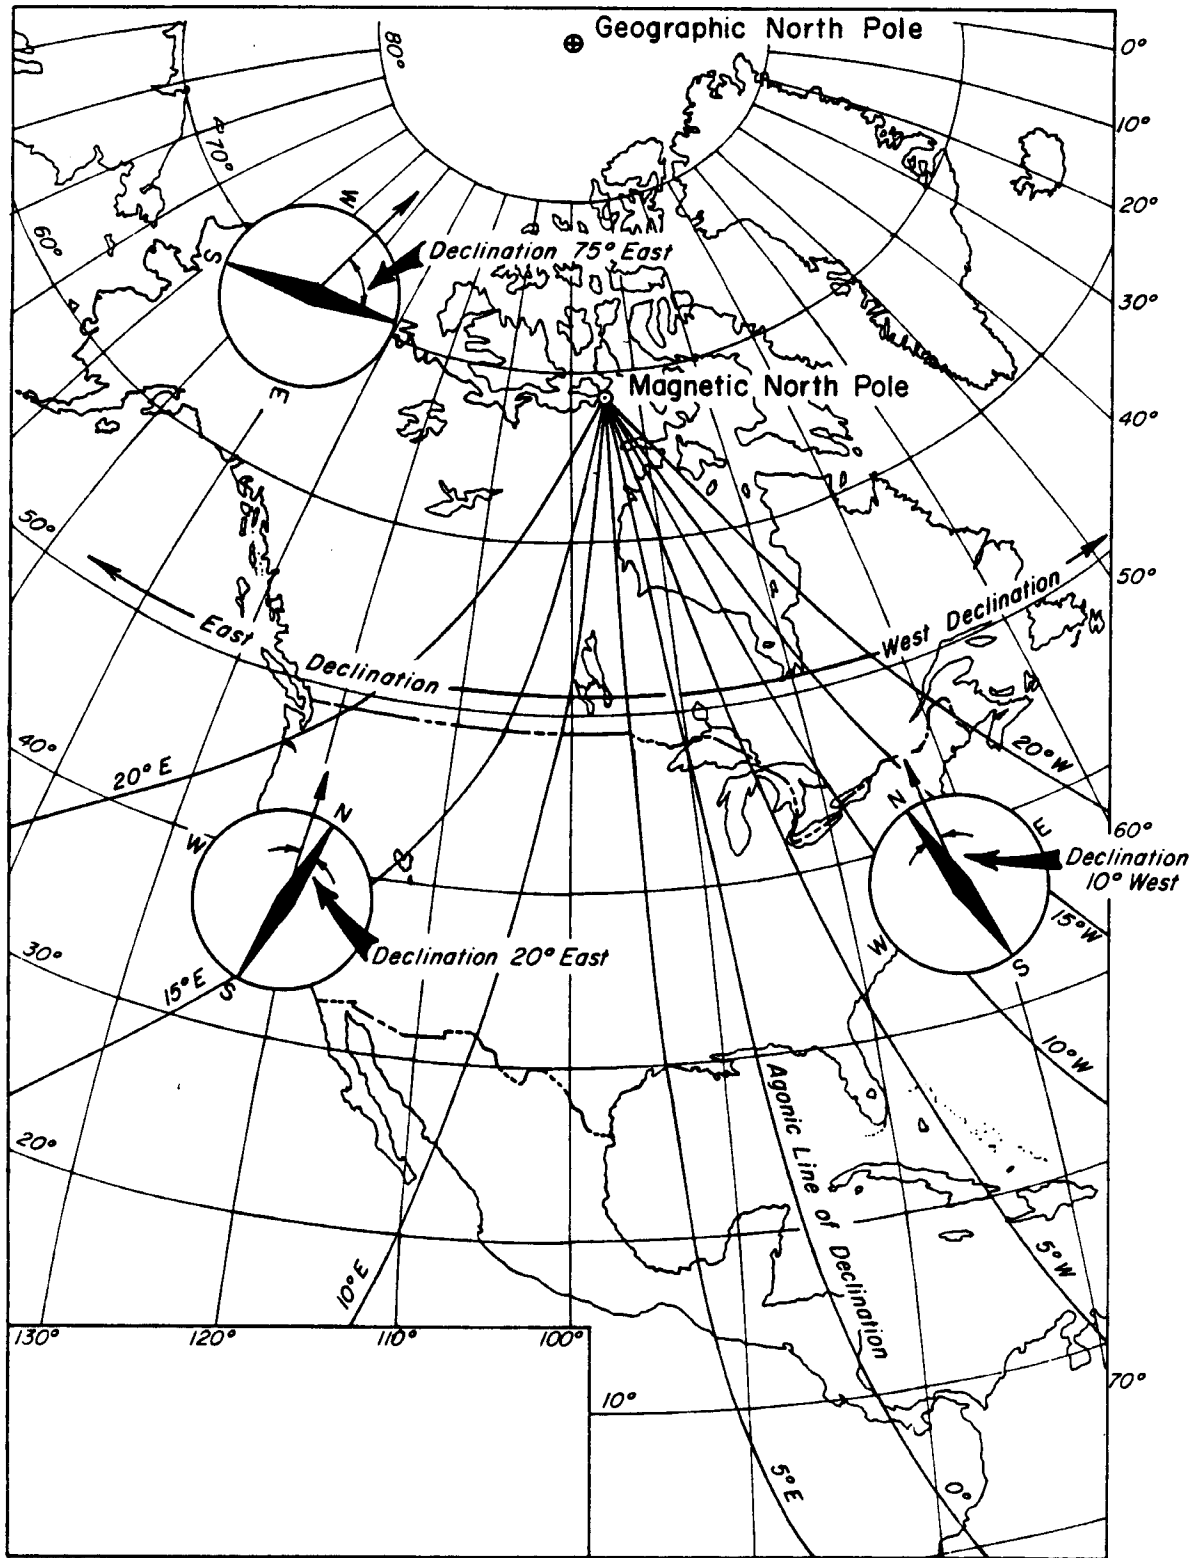 Geographic North Pole
80°
0°
70°
10°
60°
W
20°
S
Declination 75° East
30°
N
E
Magnetic North Pole
40°
50°
50°
East
Declination
West Declination
40°
20° E
20° W
60°
W
N
N
E
Declination
10° West
15° W
30°
Declination 20° East
W
S
15° E
S
10° W
20°
Agonic Line of Declination
5° W
10° E
130°
120°
110°
100°
70°
10°
5° E
0°